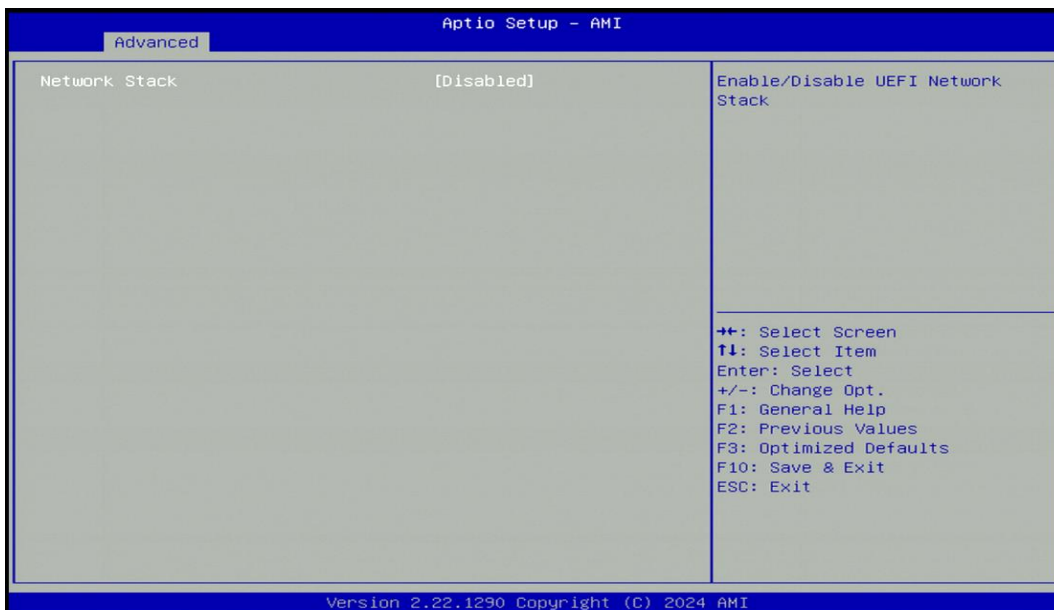 Aptio Setup – AMI
Advanced
Network Stack [Disabled]
Enable/Disable UEFI Network
Stack
→←: Select Screen
↑↓: Select Item
Enter: Select
+/-: Change Opt.
F1: General Help
F2: Previous Values
F3: Optimized Defaults
F10: Save & Exit
ESC: Exit
Version 2.22.1290 Copyright (C) 2024 AMI